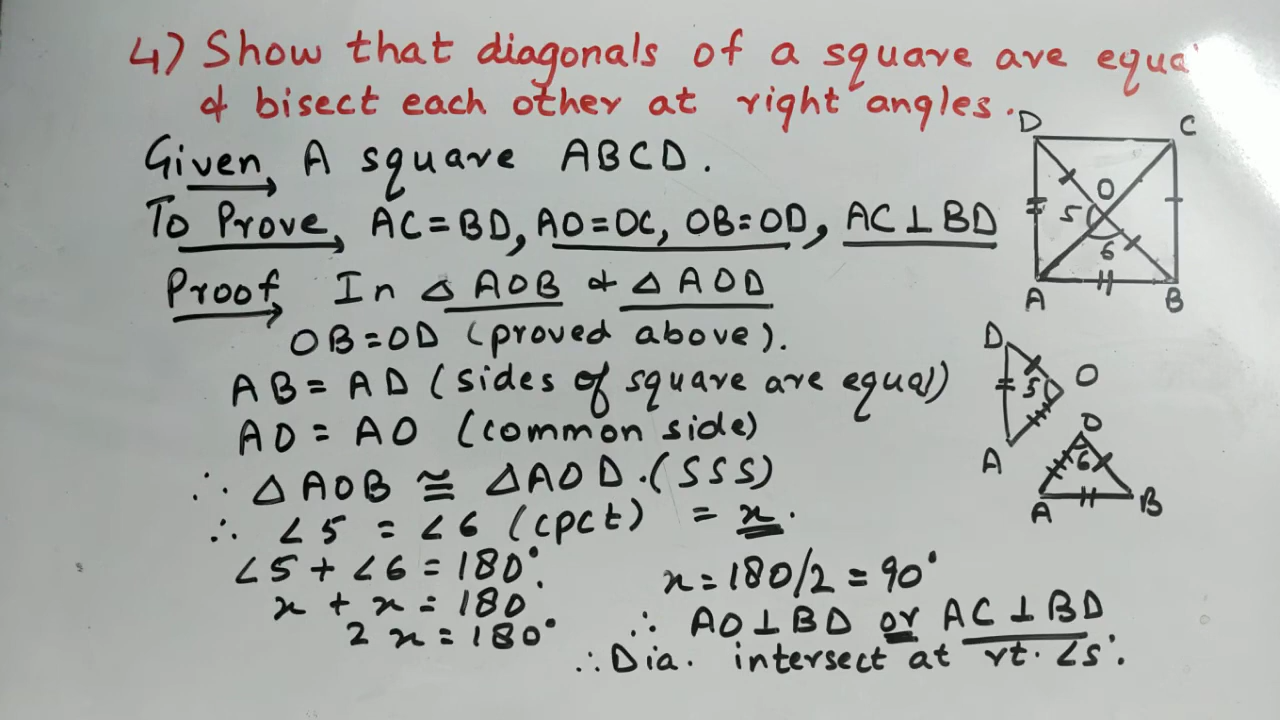 4) Show that diagonals of a square are equa
& bisect each other at right angles.
Given, A square ABCD.
To Prove, AC=BD, AO=OC, OB=OD, AC⊥BD
Proof, In △ AOB & △ AOD
OB=OD (proved above).
AB = AD (sides of square are equal)
AO = AO (common side)
∴ △AOB ≅ △AOD.(SSS)
∴ ∠5 = ∠6 (cpct) = x.
∠5 + ∠6 = 180°.
x + x = 180
2x = 180°
x = 180/2 = 90°
∴ AO⊥BD or AC⊥BD
∴ Dia. intersect at rt. ∠s.
D C
O
5
6
A B
D
5 O
A
O
6
A B